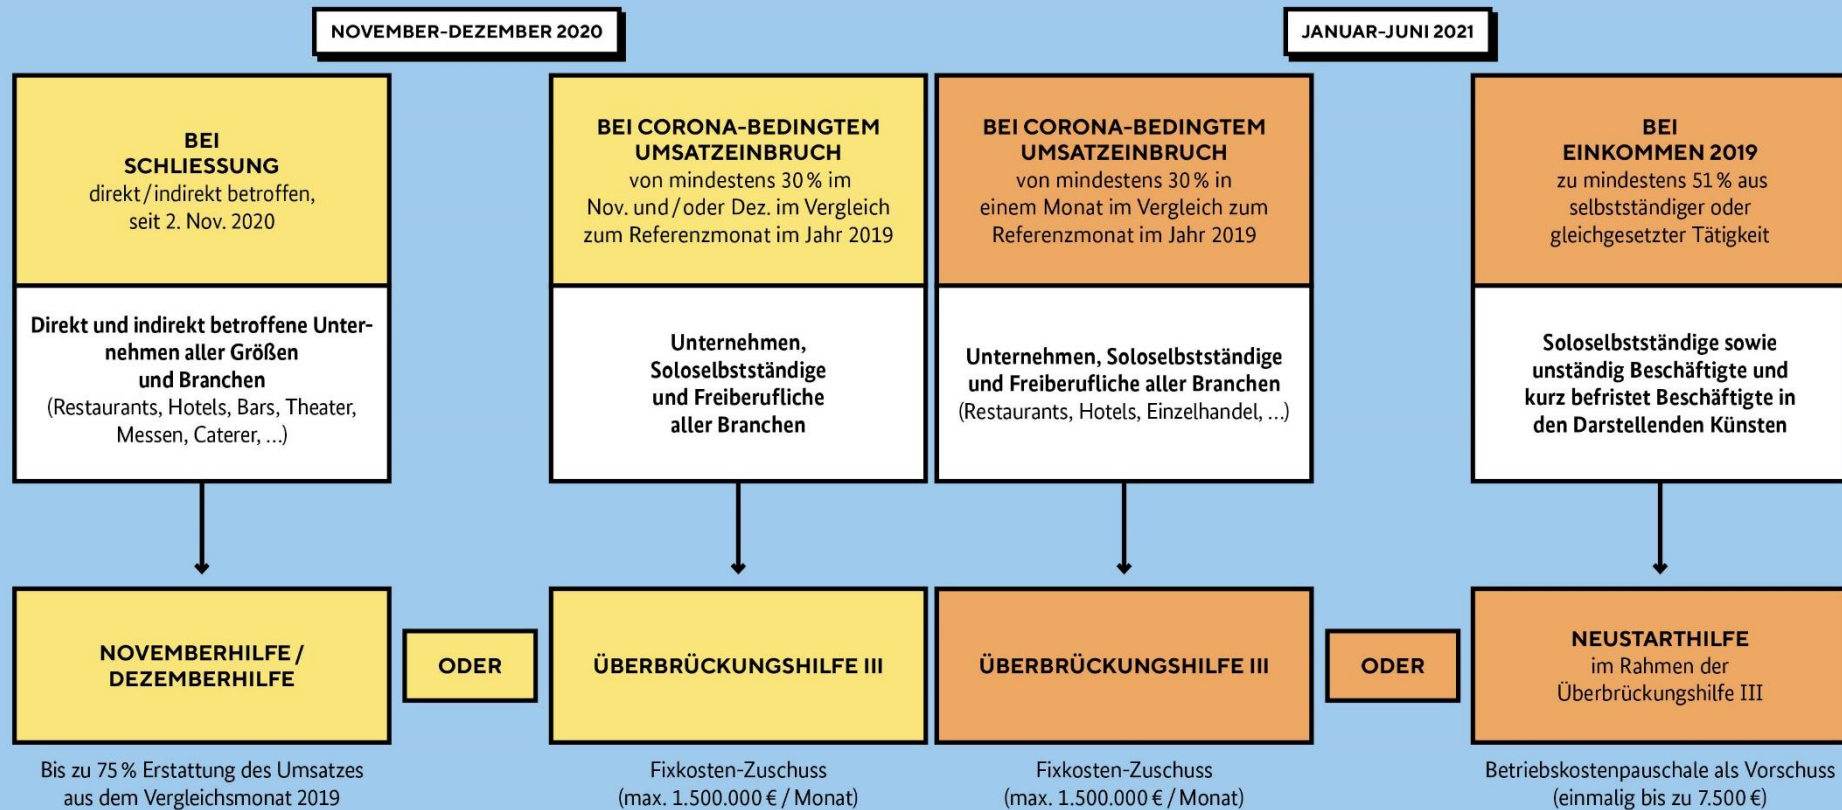 NOVEMBER-DEZEMBER 2020
BEI
SCHLIESSUNG
direkt/indirekt betroffen,
seit 2. Nov. 2020
Direkt und indirekt betroffene Unter-
nehmen aller Größen
und Branchen
(Restaurants, Hotels, Bars, Theater,
Messen, Caterer, ...)
NOVEMBERHILFE /
DEZEMBERHILFE
Bis zu 75 % Erstattung des Umsatzes
aus dem Vergleichsmonat 2019
ODER
BEI CORONA-BEDINGTEM
UMSATZEINBRUCH
von mindestens 30 % im
Nov. und/oder Dez. im Vergleich
zum Referenzmonat im Jahr 2019
Unternehmen,
Soloselbstständige
und Freiberufliche
aller Branchen
ÜBERBRÜCKUNGSHILFE III
Fixkosten-Zuschuss
(max. 1.500.000 € / Monat)
JANUAR-JUNI 2021
BEI CORONA-BEDINGTEM
UMSATZEINBRUCH
von mindestens 30 % in
einem Monat im Vergleich zum
Referenzmonat im Jahr 2019
Unternehmen, Soloselbstständige
und Freiberufliche aller Branchen
(Restaurants, Hotels, Einzelhandel, ...)
ÜBERBRÜCKUNGSHILFE III
Fixkosten-Zuschuss
(max. 1.500.000 € / Monat)
ODER
BEI
EINKOMMEN 2019
zu mindestens 51 % aus
selbstständiger oder
gleichgesetzter Tätigkeit
Soloselbstständige sowie
unständig Beschäftigte und
kurz befristet Beschäftigte in
den Darstellenden Künsten
NEUSTARTHILFE
im Rahmen der
Überbrückungshilfe III
Betriebskostenpauschale als Vorschuss
(einmalig bis zu 7.500 €)